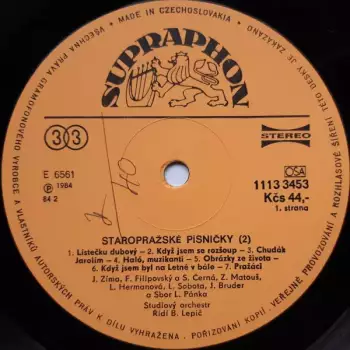 MADE IN CZECHOSLOVAKIA
VŠECHNA PRÁVA GRAMOFONOVÉHO VÝROBCE A VLASTNÍKŮ AUTORSKÝCH PRÁV K DÍLU VYHRAŽENA. POŘIZOVÁNÍ KOPIÍ, VEŘEJNÉ PROVOZOVÁNÍ A ROZHLASOVÉ ŠÍŘENÍ TÉTO DESKY JE ZAKÁZÁNO
SUPRAPHON
33
STEREO
E 6561
OSA
Ⓟ 1984
1113 3453
84 2
Kčs 44,-
1. strana
40
STAROPRAŽSKÉ PÍSNIČKY (2)
1. Lístečku dubový - 2. Když jsem se rozšoup - 3. Chudák
Jarolím - 4. Haló, muzikanti - 5. Obrázky ze života -
6. Když jsem byl na Letné v bále - 7. Pražáci
J. Zíma, F. Filipovský a S. Černá, Z. Matouš,
L. Hermanová, L. Sobota, J. Bruder
a Sbor L. Pánka
Studiový orchestr
Řídí B. Lepič